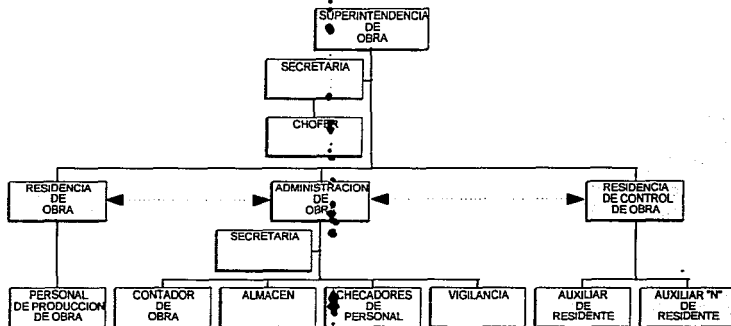 SUPERINTENDENCIA
DE
OBRA
SECRETARIA
CHOFER
RESIDENCIA
DE
OBRA
ADMINISTRACION
DE
OBRA
RESIDENCIA
DE CONTROL
DE OBRA
SECRETARIA
PERSONAL
DE PRODUCCION
DE OBRA
CONTADOR
DE
OBRA
ALMACEN
CHECADORES
DE
PERSONAL
VIGILANCIA
AUXILIAR
DE
RESIDENTE
AUXILIAR "N"
DE
RESIDENTE